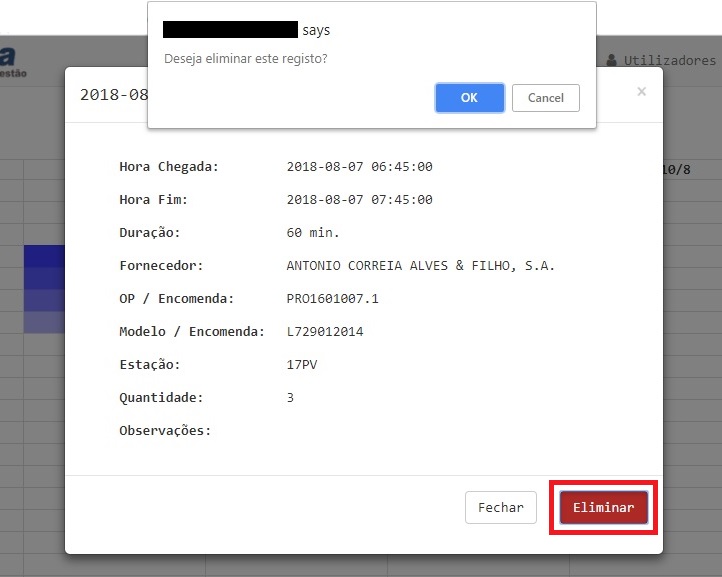 says
Deseja eliminar este registo?
OK Cancel
a
estão
Utilizadores
2018-08
×
10/8
Hora Chegada: 2018-08-07 06:45:00
Hora Fim: 2018-08-07 07:45:00
Duração: 60 min.
Fornecedor: ANTONIO CORREIA ALVES & FILHO, S.A.
OP / Encomenda: PRO1601007.1
Modelo / Encomenda: L729012014
Estação: 17PV
Quantidade: 3
Observações:
Fechar Eliminar